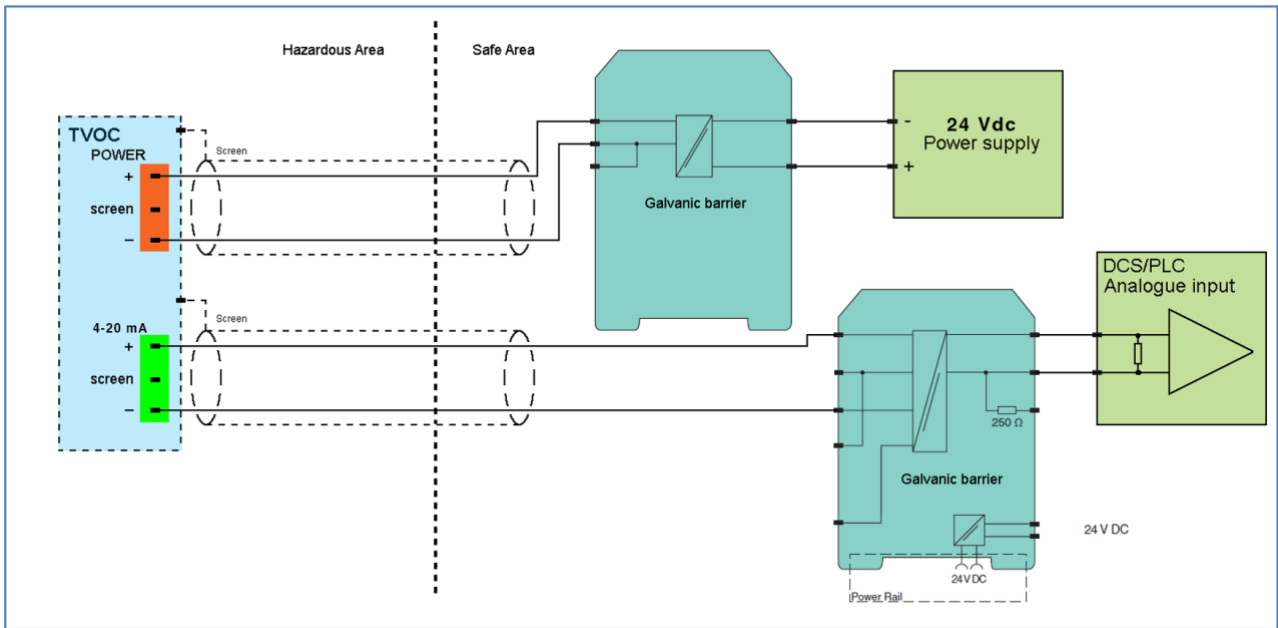 Hazardous Area
Safe Area
TVOC
POWER
+
screen
–
Screen
4-20 mA
+
screen
–
Screen
Galvanic barrier
-
+
24 Vdc
Power supply
DCS/PLC
Analogue input
250 Ω
Galvanic barrier
24V DC
Power Rail
24 V DC